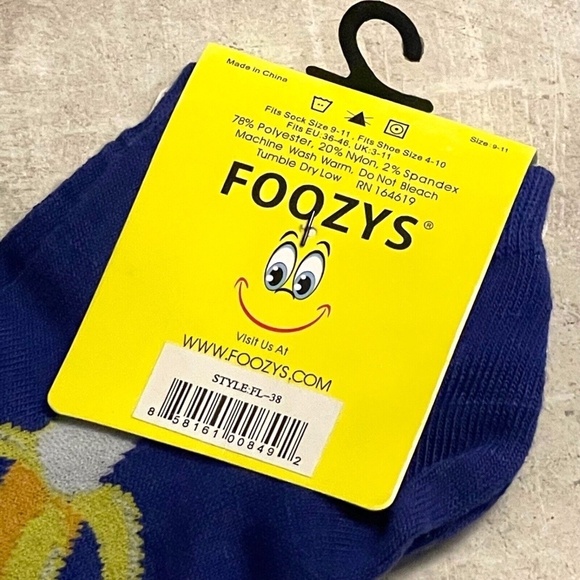 Made in China
Size: 9-11
Fits Sock Size 9-11, Fits Shoe Size 4-10
Fits EU:36-46, UK:3-11
78% Polyester, 20% Nylon, 2% Spandex
Machine Wash Warm, Do Not Bleach
Tumble Dry Low RN 164619
FOOZYS®
Visit Us At
WWW.FOOZYS.COM
STYLE:FL-38
8 58161 00849 2